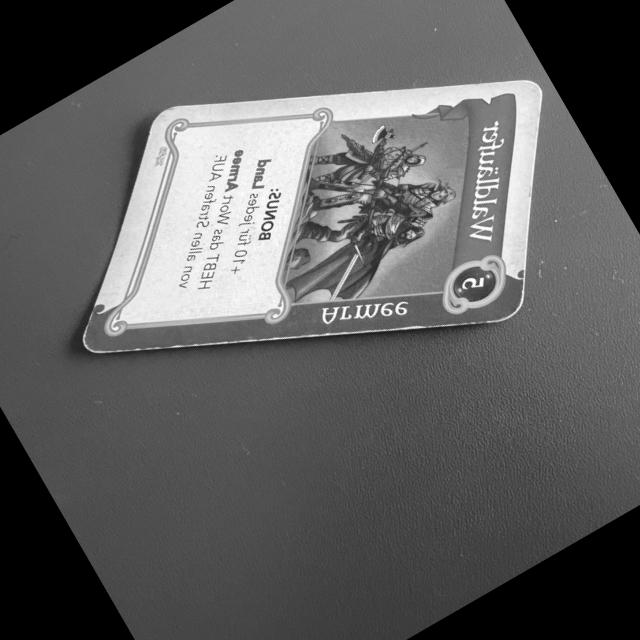 Waldläufer
5
Armee
BONUS:
+ 10 für jedes Land
HEBT das Wort Armee
von allen Strafen AUF.